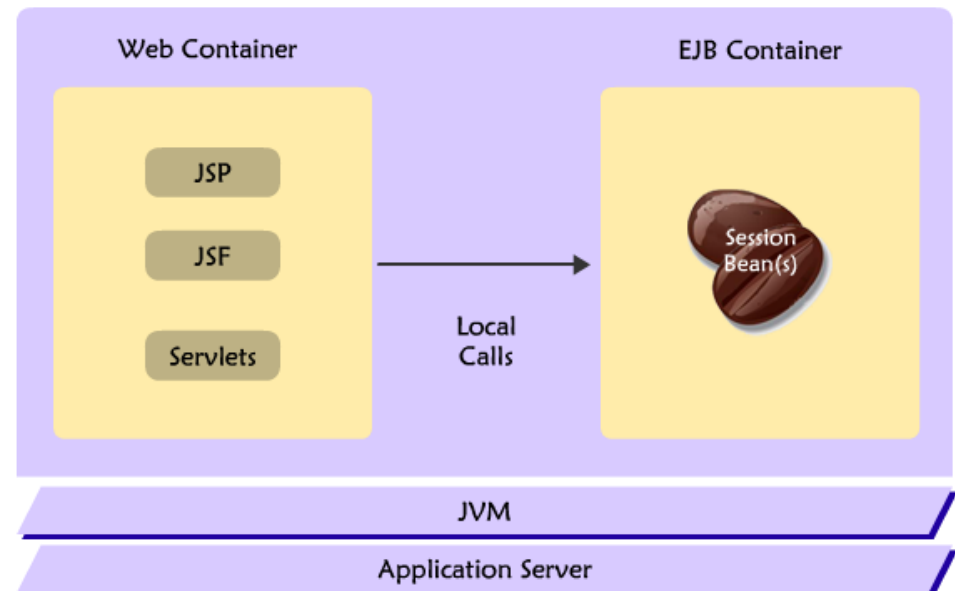 Web Container
EJB Container
JSP
JSF
Servlets
Local
Calls
Session
Bean(s)
JVM
Application Server